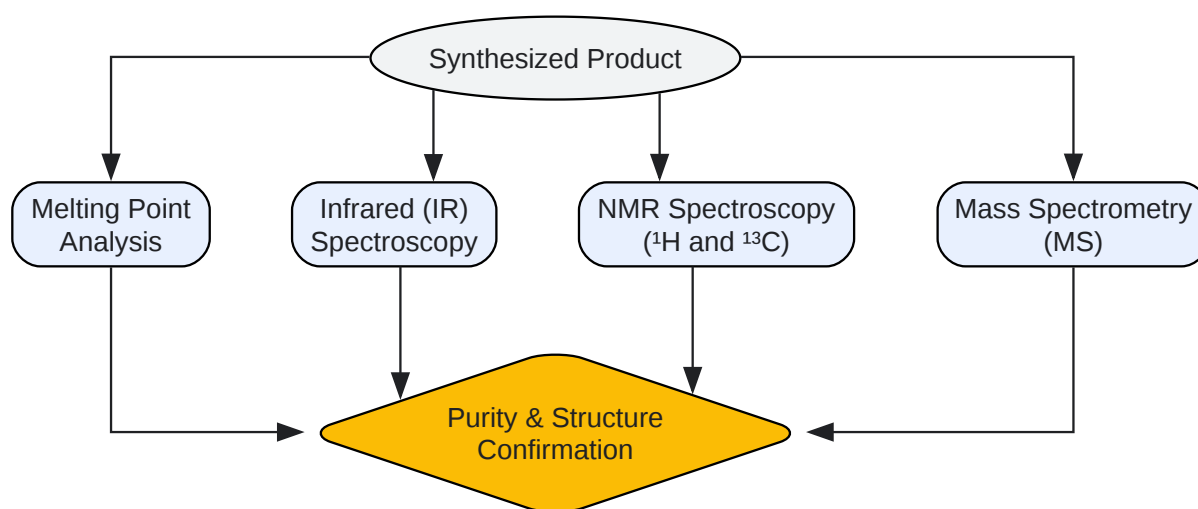 Synthesized Product
Melting Point
Analysis
Infrared (IR)
Spectroscopy
NMR Spectroscopy
(¹H and ¹³C)
Mass Spectrometry
(MS)
Purity & Structure
Confirmation